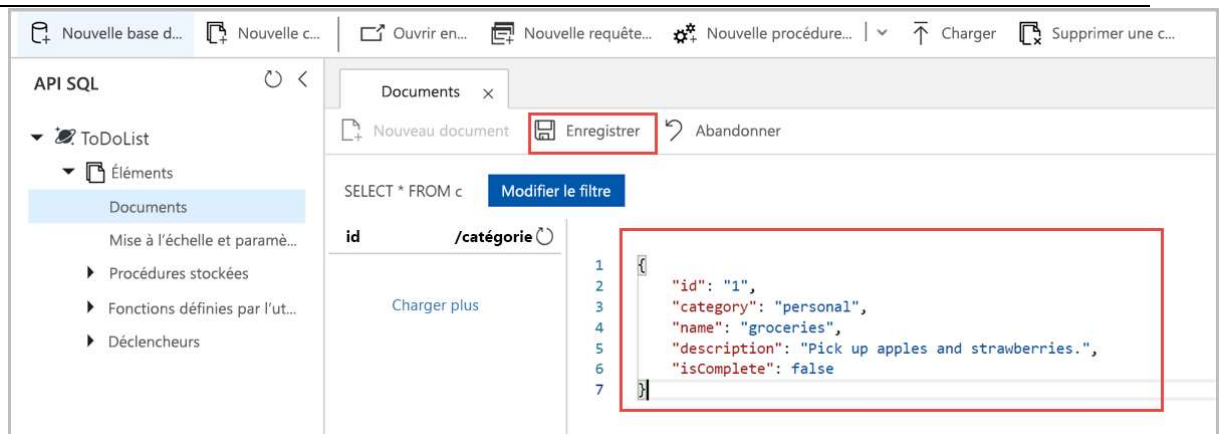 Nouvelle base d... Nouvelle c... Ouvrir en... Nouvelle requête... Nouvelle procédure... Charger Supprimer une c...
API SQL
ToDoList
Éléments
Documents
Mise à l'échelle et paramè...
Procédures stockées
Fonctions définies par l'ut...
Déclencheurs
Documents
Nouveau document Enregistrer Abandonner
SELECT * FROM c Modifier le filtre
id /catégorie
Charger plus
1 {
2 "id": "1",
3 "category": "personal",
4 "name": "groceries",
5 "description": "Pick up apples and strawberries.",
6 "isComplete": false
7 }